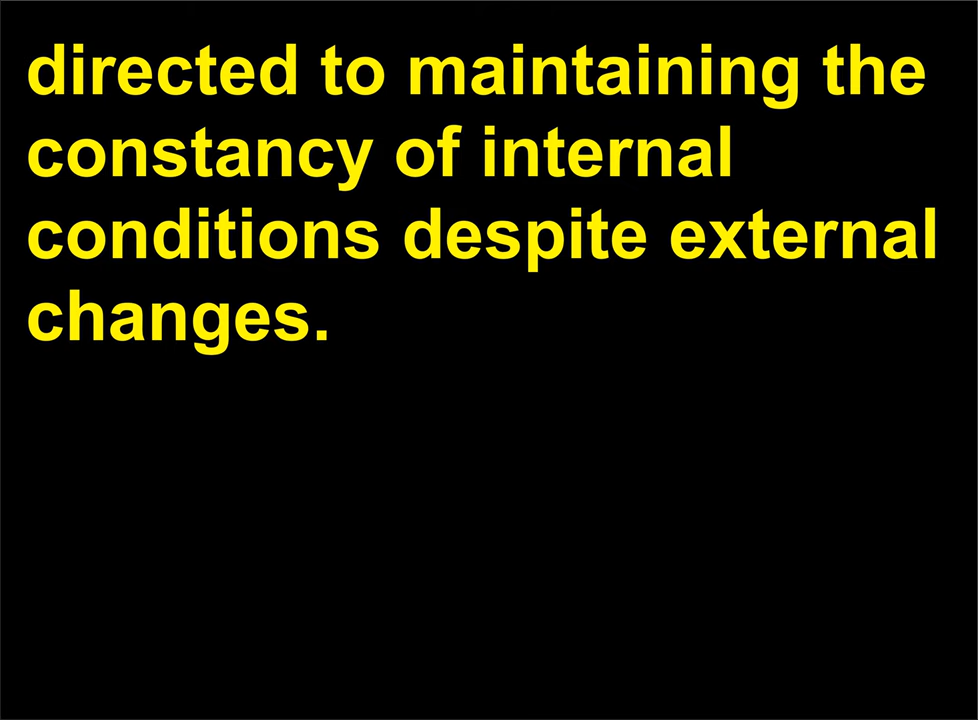 directed to maintaining the
constancy of internal
conditions despite external
changes.